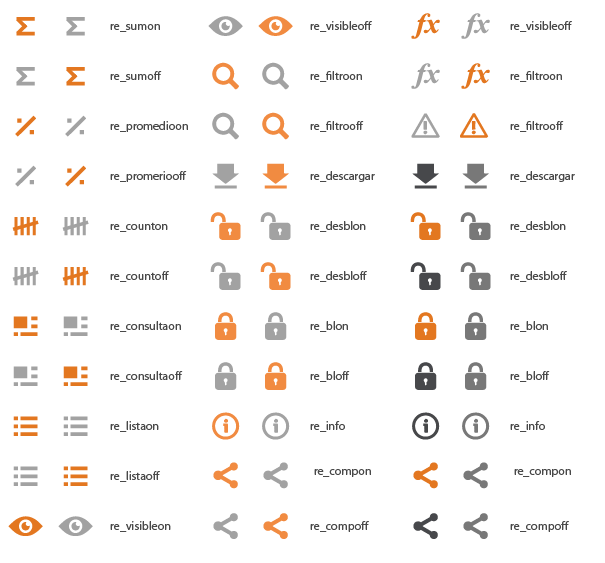 re_sumon
re_visibleoff
fx fx re_visibleoff
re_sumoff
re_filtroon
fx fx re_filtroon
re_promedioon
re_filtrooff
re_filtrooff
re_promeriooff
re_descargar
re_descargar
re_counton
re_desblon
re_desblon
re_countoff
re_desbloff
re_desbloff
re_consultaon
re_blon
re_blon
re_consultaoff
re_bloff
re_bloff
re_listaon
re_info
re_info
re_listaoff
re_compon
re_compon
re_visibleon
re_compoff
re_compoff